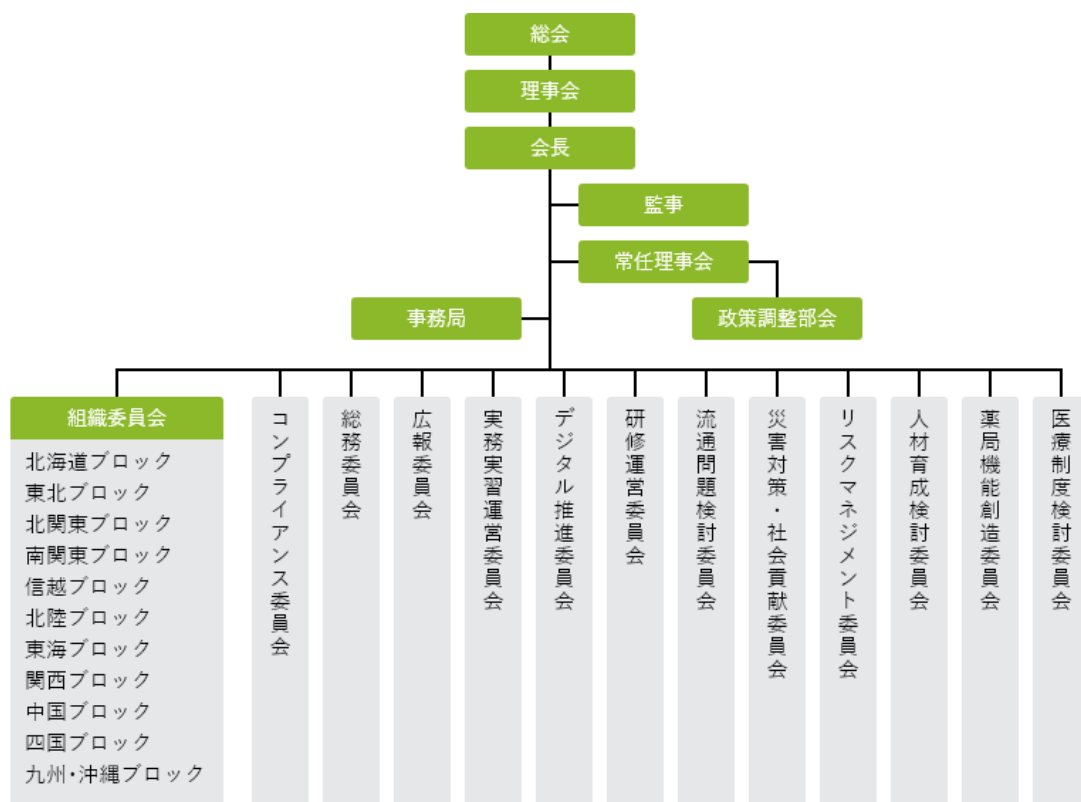 総会
理事会
会長
監事
常任理事会
事務局
政策調整部会
組織委員会
北海道ブロック
東北ブロック
北関東ブロック
南関東ブロック
信越ブロック
北陸ブロック
東海ブロック
関西ブロック
中国ブロック
四国ブロック
九州・沖縄ブロック
コンプライアンス委員会
総務委員会
広報委員会
実務実習運営委員会
デジタル推進委員会
研修運営委員会
流通問題検討委員会
災害対策・社会貢献委員会
リスクマネジメント委員会
人材育成検討委員会
薬局機能創造委員会
医療制度検討委員会